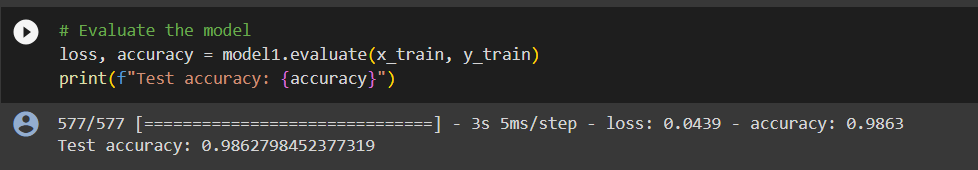 # Evaluate the model
loss, accuracy = model1.evaluate(x_train, y_train)
print(f"Test accuracy: {accuracy}")
577/577 [==============================] - 3s 5ms/step - loss: 0.0439 - accuracy: 0.9863
Test accuracy: 0.9862798452377319